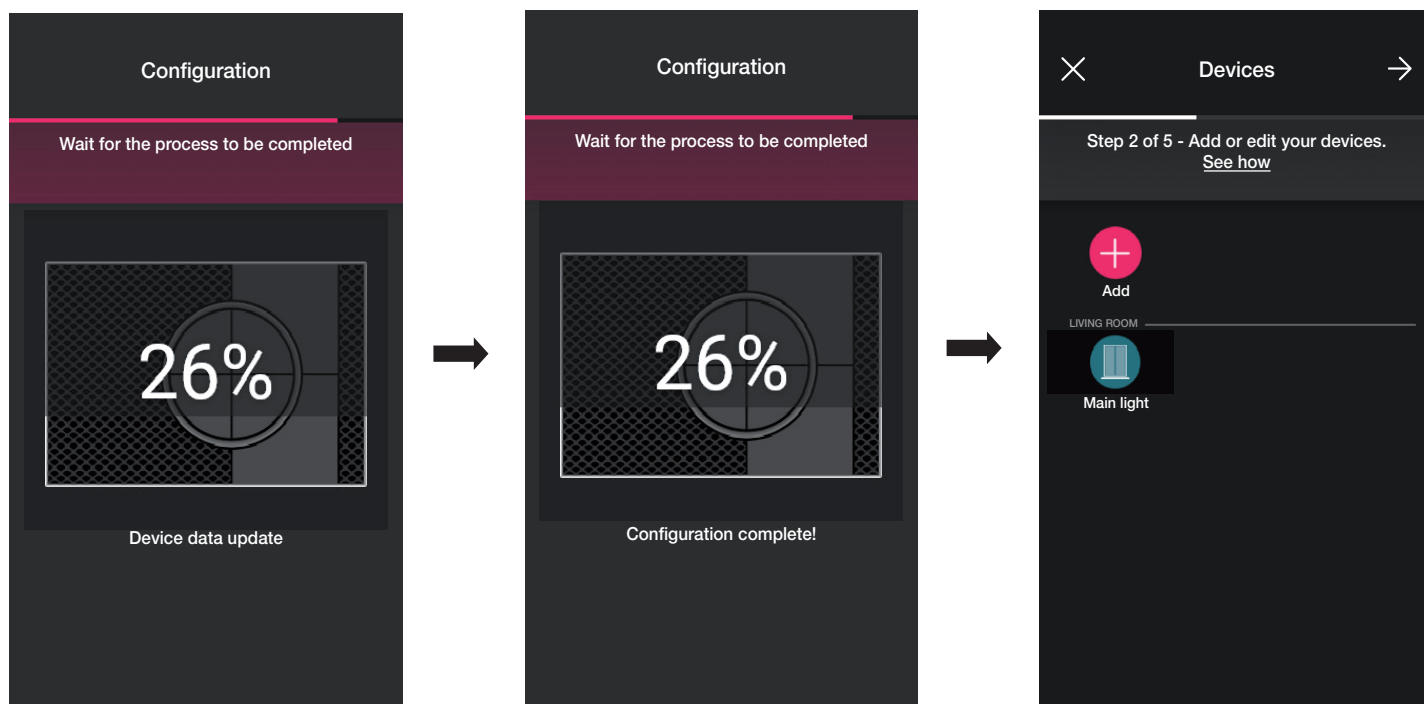 Configuration
Wait for the process to be completed
26%
Device data update
Configuration
Wait for the process to be completed
26%
Configuration complete!
Devices
Step 2 of 5 - Add or edit your devices.
See how
Add
LIVING ROOM
Main light